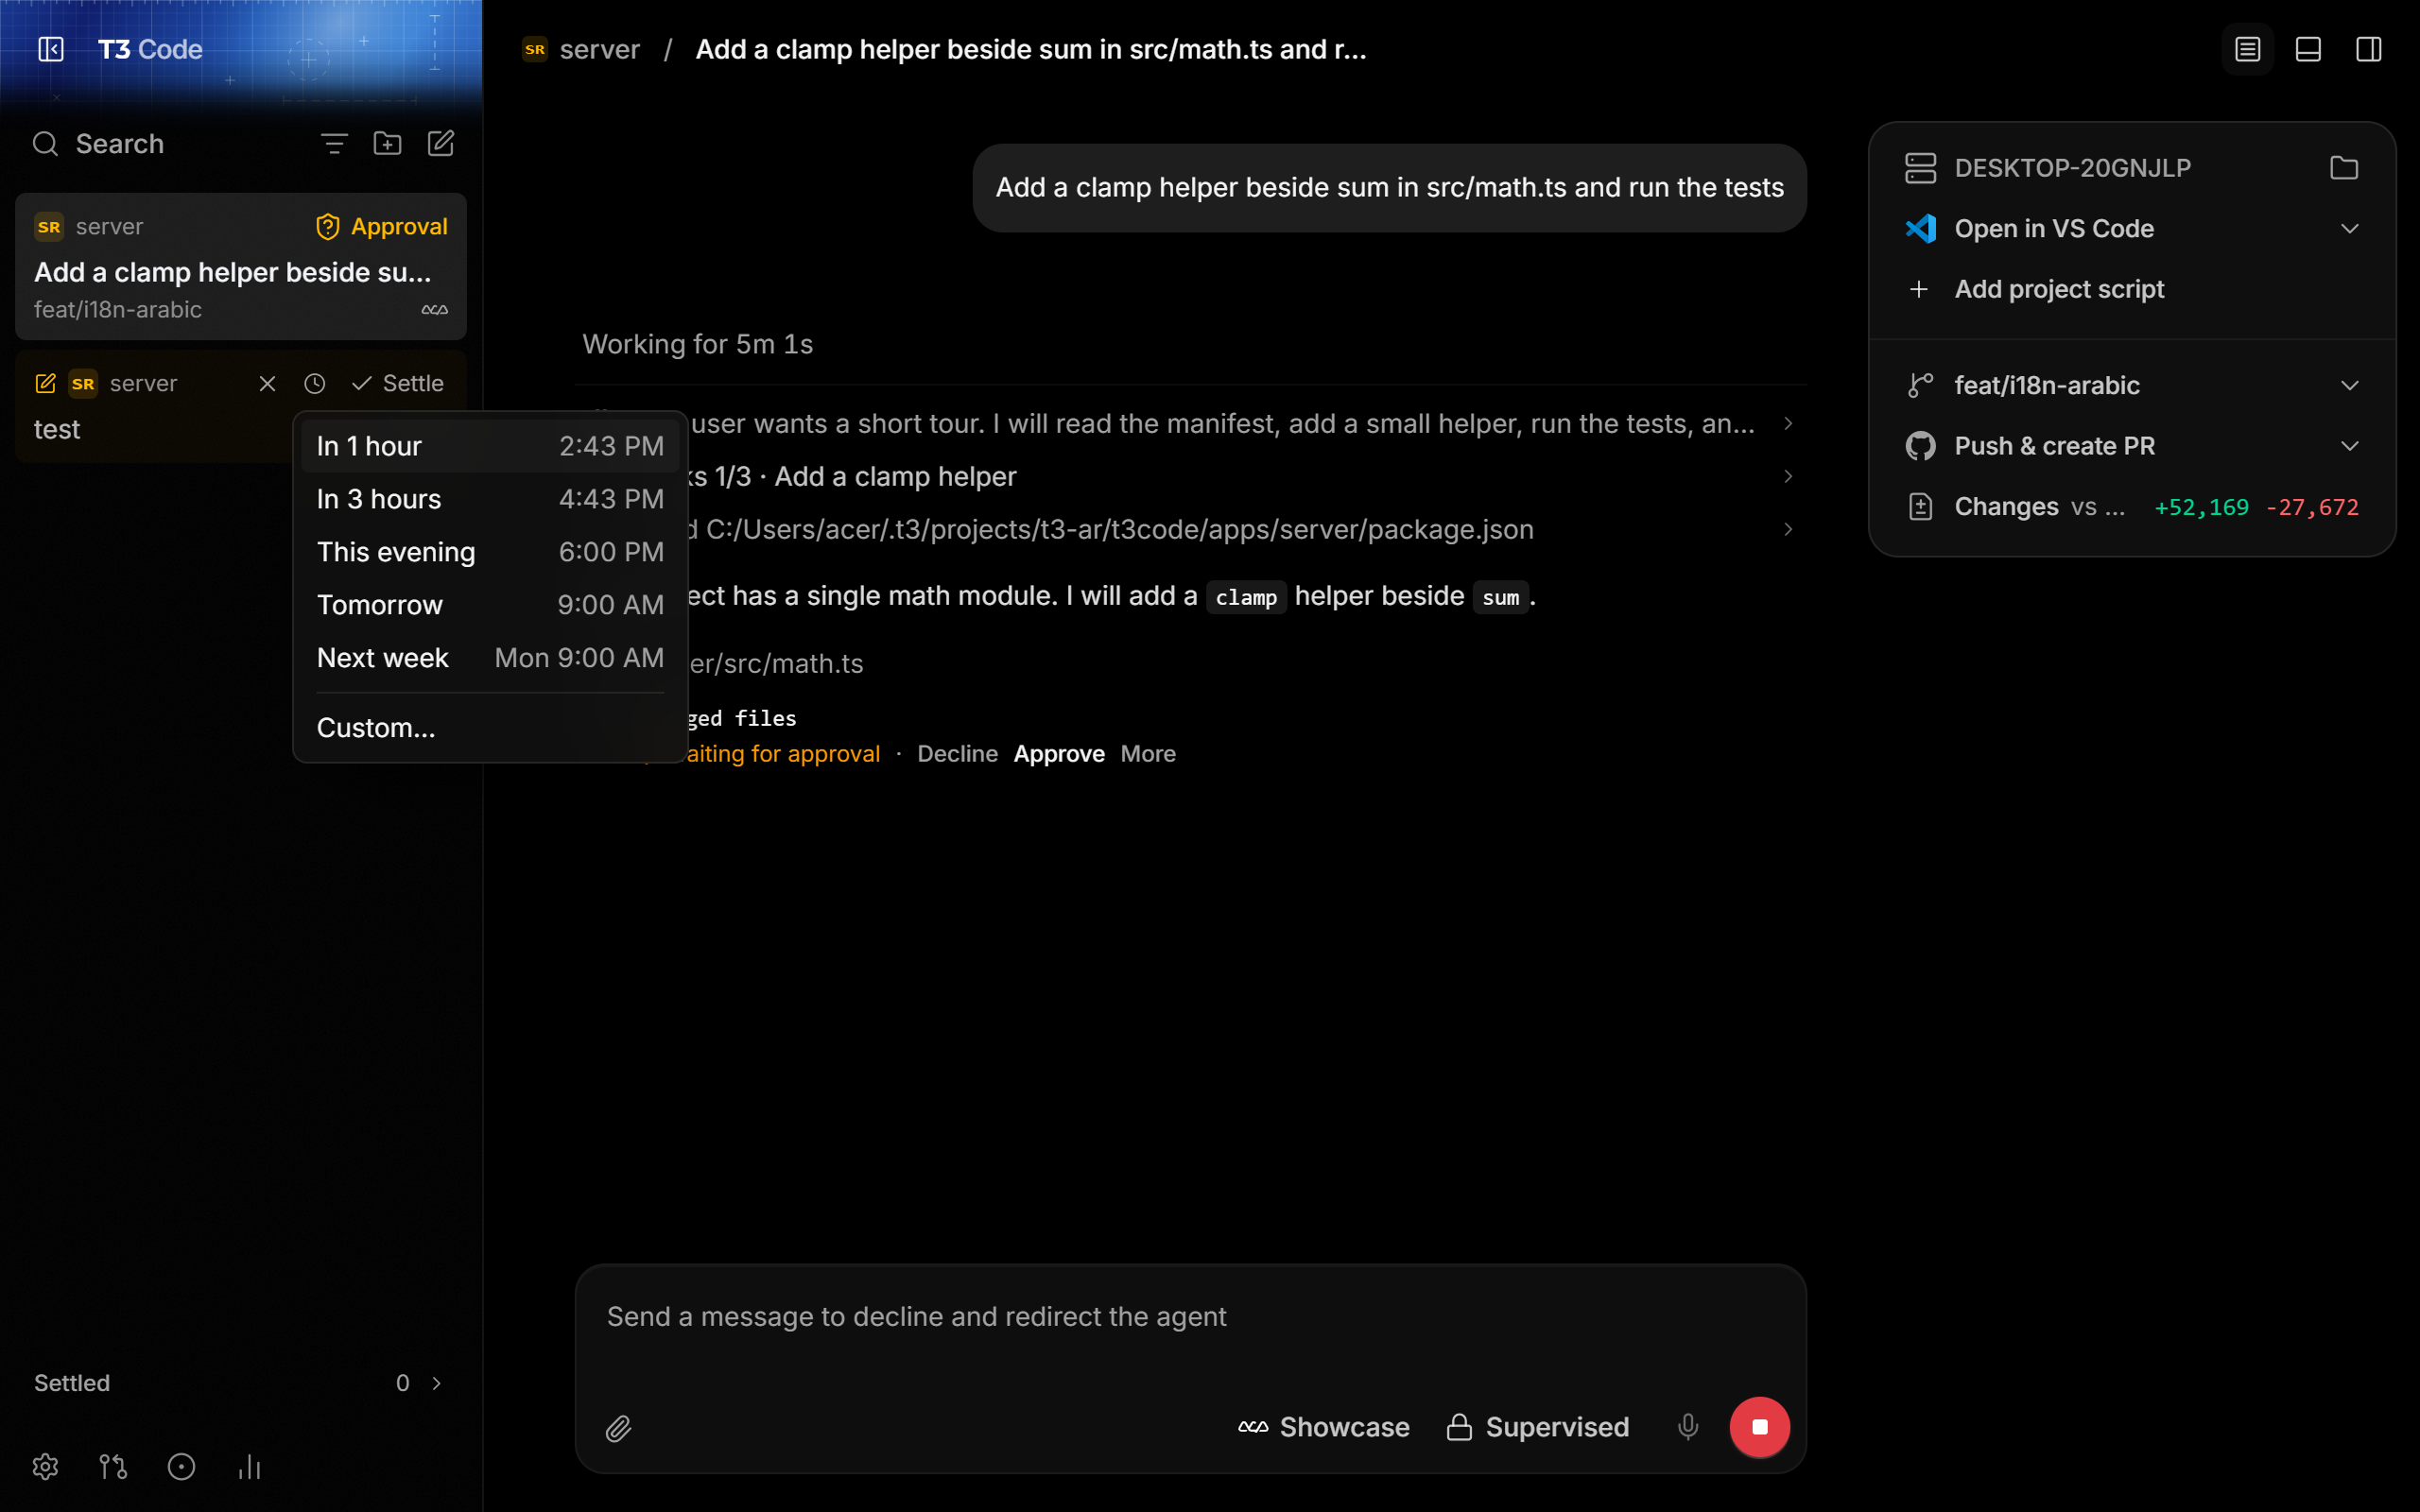 T3 Code
Search
SR server Approval
Add a clamp helper beside su...
feat/i18n-arabic
SR server Settle
test
In 1 hour 2:43 PM
In 3 hours 4:43 PM
This evening 6:00 PM
Tomorrow 9:00 AM
Next week Mon 9:00 AM
Custom...
Settled 0
SR server / Add a clamp helper beside sum in src/math.ts and r...
Add a clamp helper beside sum in src/math.ts and run the tests
Working for 5m 1s
user wants a short tour. I will read the manifest, add a small helper, run the tests, an...
1/3 · Add a clamp helper
C:/Users/acer/.t3/projects/t3-ar/t3code/apps/server/package.json
has a single math module. I will add a clamp helper beside sum.
/src/math.ts
files
for approval · Decline Approve More
Send a message to decline and redirect the agent
Showcase Supervised
DESKTOP-20GNJLP
Open in VS Code
Add project script
feat/i18n-arabic
Push & create PR
Changes vs ... +52,169 -27,672